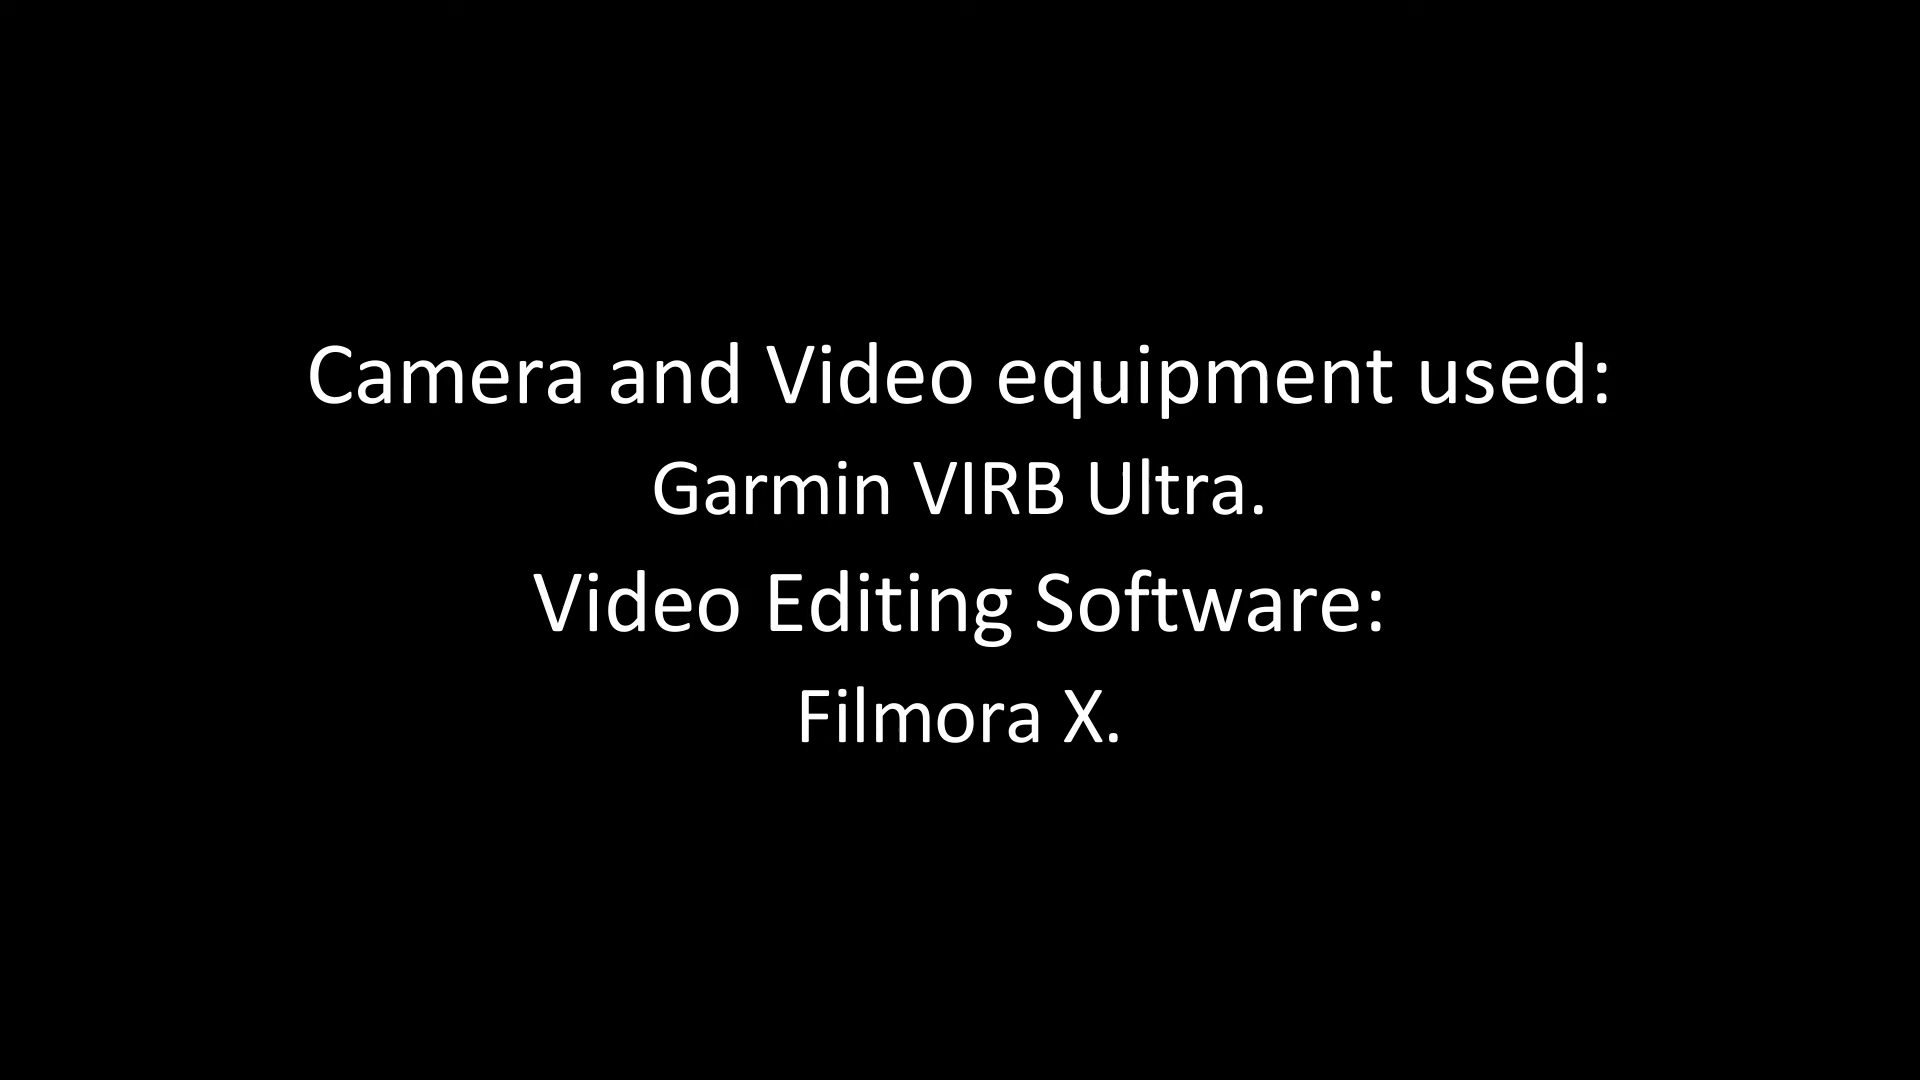 Camera and Video equipment used:
Garmin VIRB Ultra.
Video Editing Software:
Filmora X.